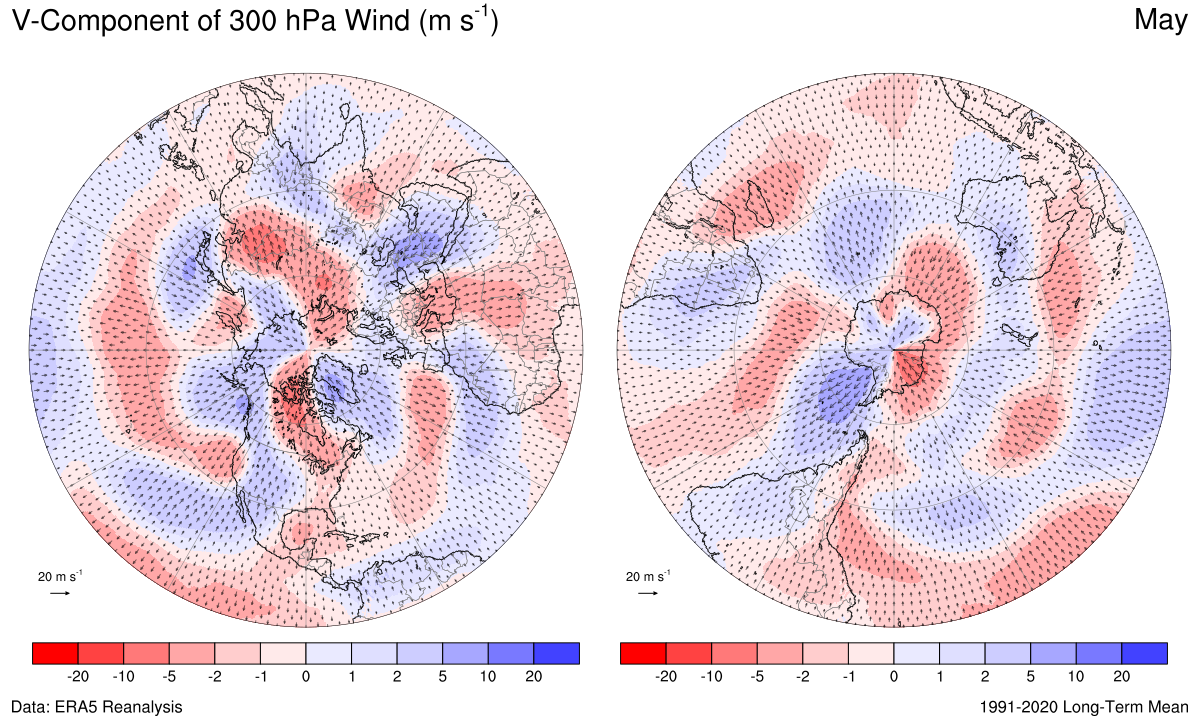 V-Component of 300 hPa Wind (m s⁻¹)
May
20 m s⁻¹
20 m s⁻¹
-20 -10 -5 -2 -1 0 1 2 5 10 20
-20 -10 -5 -2 -1 0 1 2 5 10 20
Data: ERA5 Reanalysis
1991-2020 Long-Term Mean